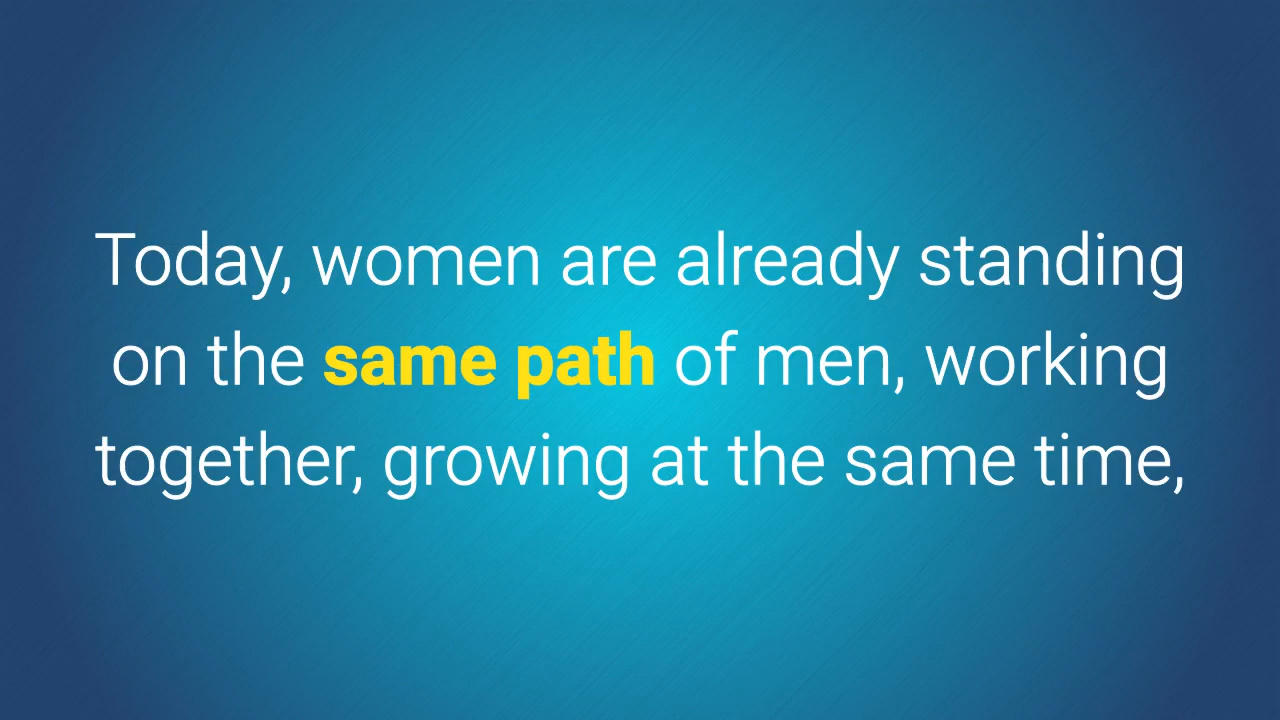 Today, women are already standing
on the same path of men, working
together, growing at the same time,